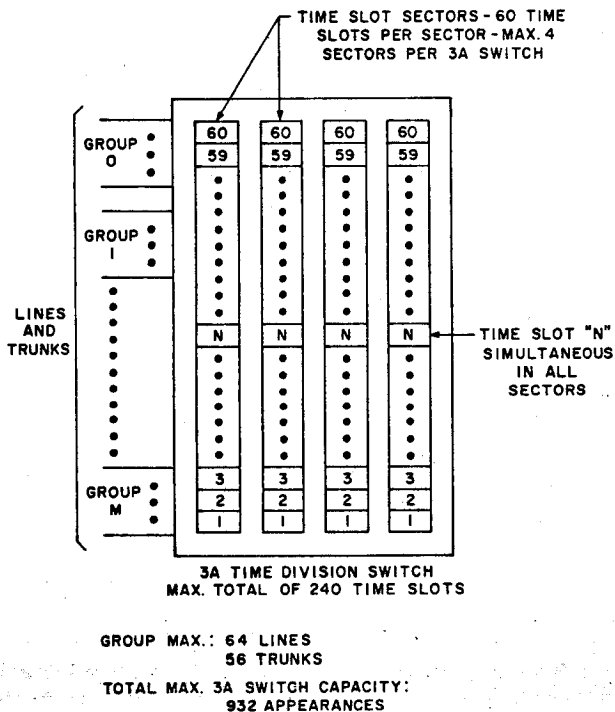 TIME SLOT SECTORS - 60 TIME
SLOTS PER SECTOR - MAX. 4
SECTORS PER 3A SWITCH
LINES
AND
TRUNKS
GROUP
0
GROUP
1
GROUP
M
60 60 60 60
59 59 59 59
N N N N
3 3 3 3
2 2 2 2
1 1 1 1
TIME SLOT "N"
SIMULTANEOUS
IN ALL
SECTORS
3A TIME DIVISION SWITCH
MAX. TOTAL OF 240 TIME SLOTS
GROUP MAX.: 64 LINES
56 TRUNKS
TOTAL MAX. 3A SWITCH CAPACITY:
932 APPEARANCES